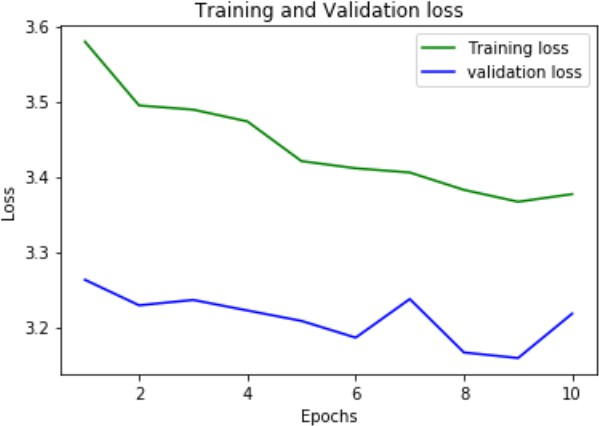 Training and Validation loss
3.6
3.5
3.4
3.3
3.2
Loss
Training loss
validation loss
2 4 6 8 10
Epochs